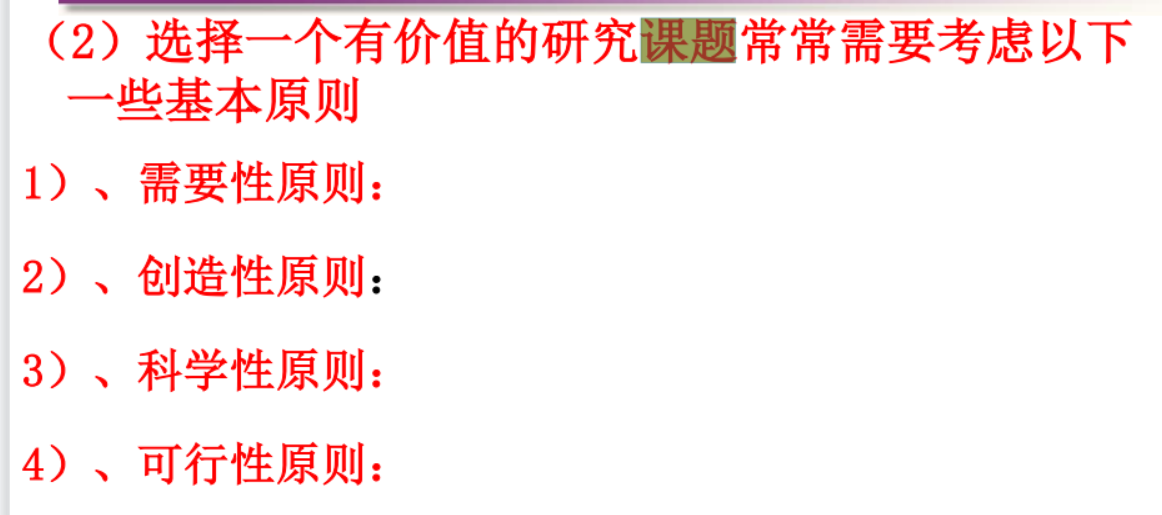 （2）选择一个有价值的研究课题常常需要考虑以下
一些基本原则
1）、需要性原则：
2）、创造性原则：
3）、科学性原则：
4）、可行性原则：